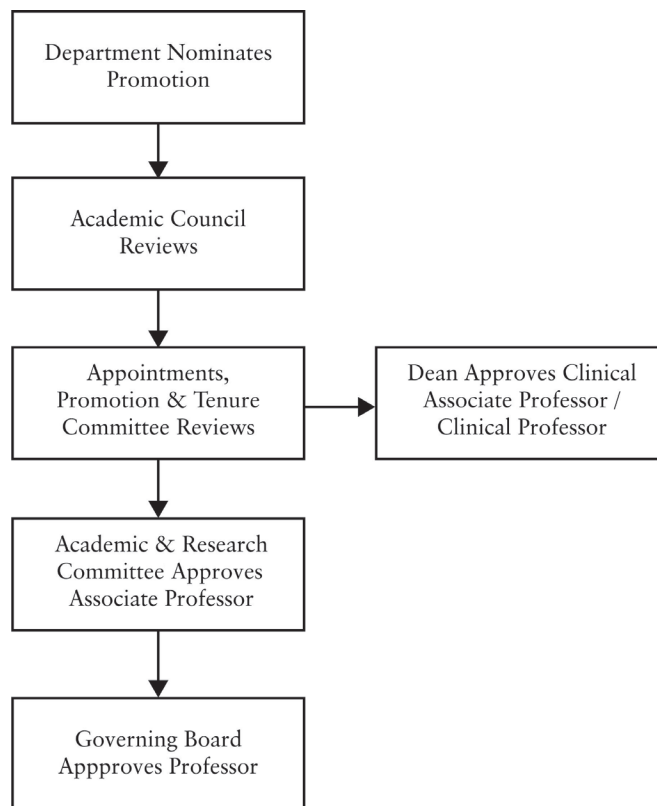 Department Nominates
Promotion
Academic Council
Reviews
Appointments,
Promotion & Tenure
Committee Reviews
Dean Approves Clinical
Associate Professor /
Clinical Professor
Academic & Research
Committee Approves
Associate Professor
Governing Board
Appproves Professor